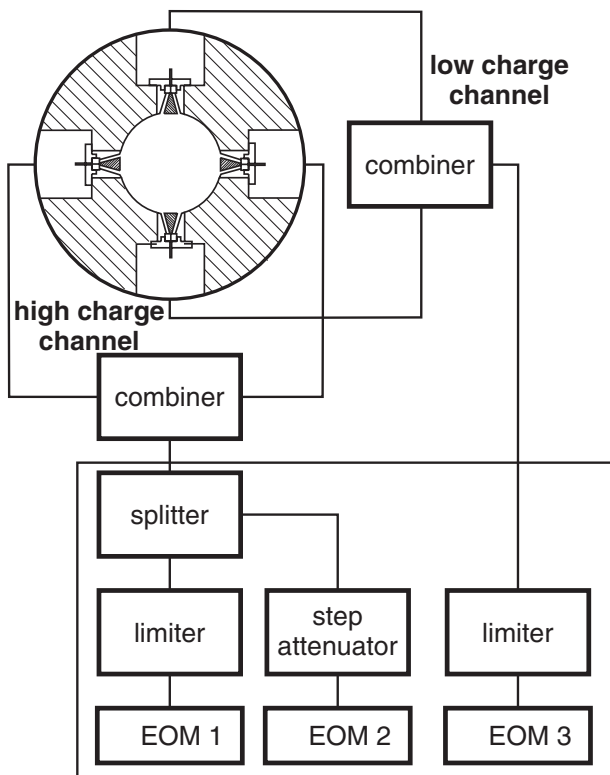 low charge
channel
combiner
high charge
channel
combiner
splitter
limiter
step
attenuator
limiter
EOM 1
EOM 2
EOM 3